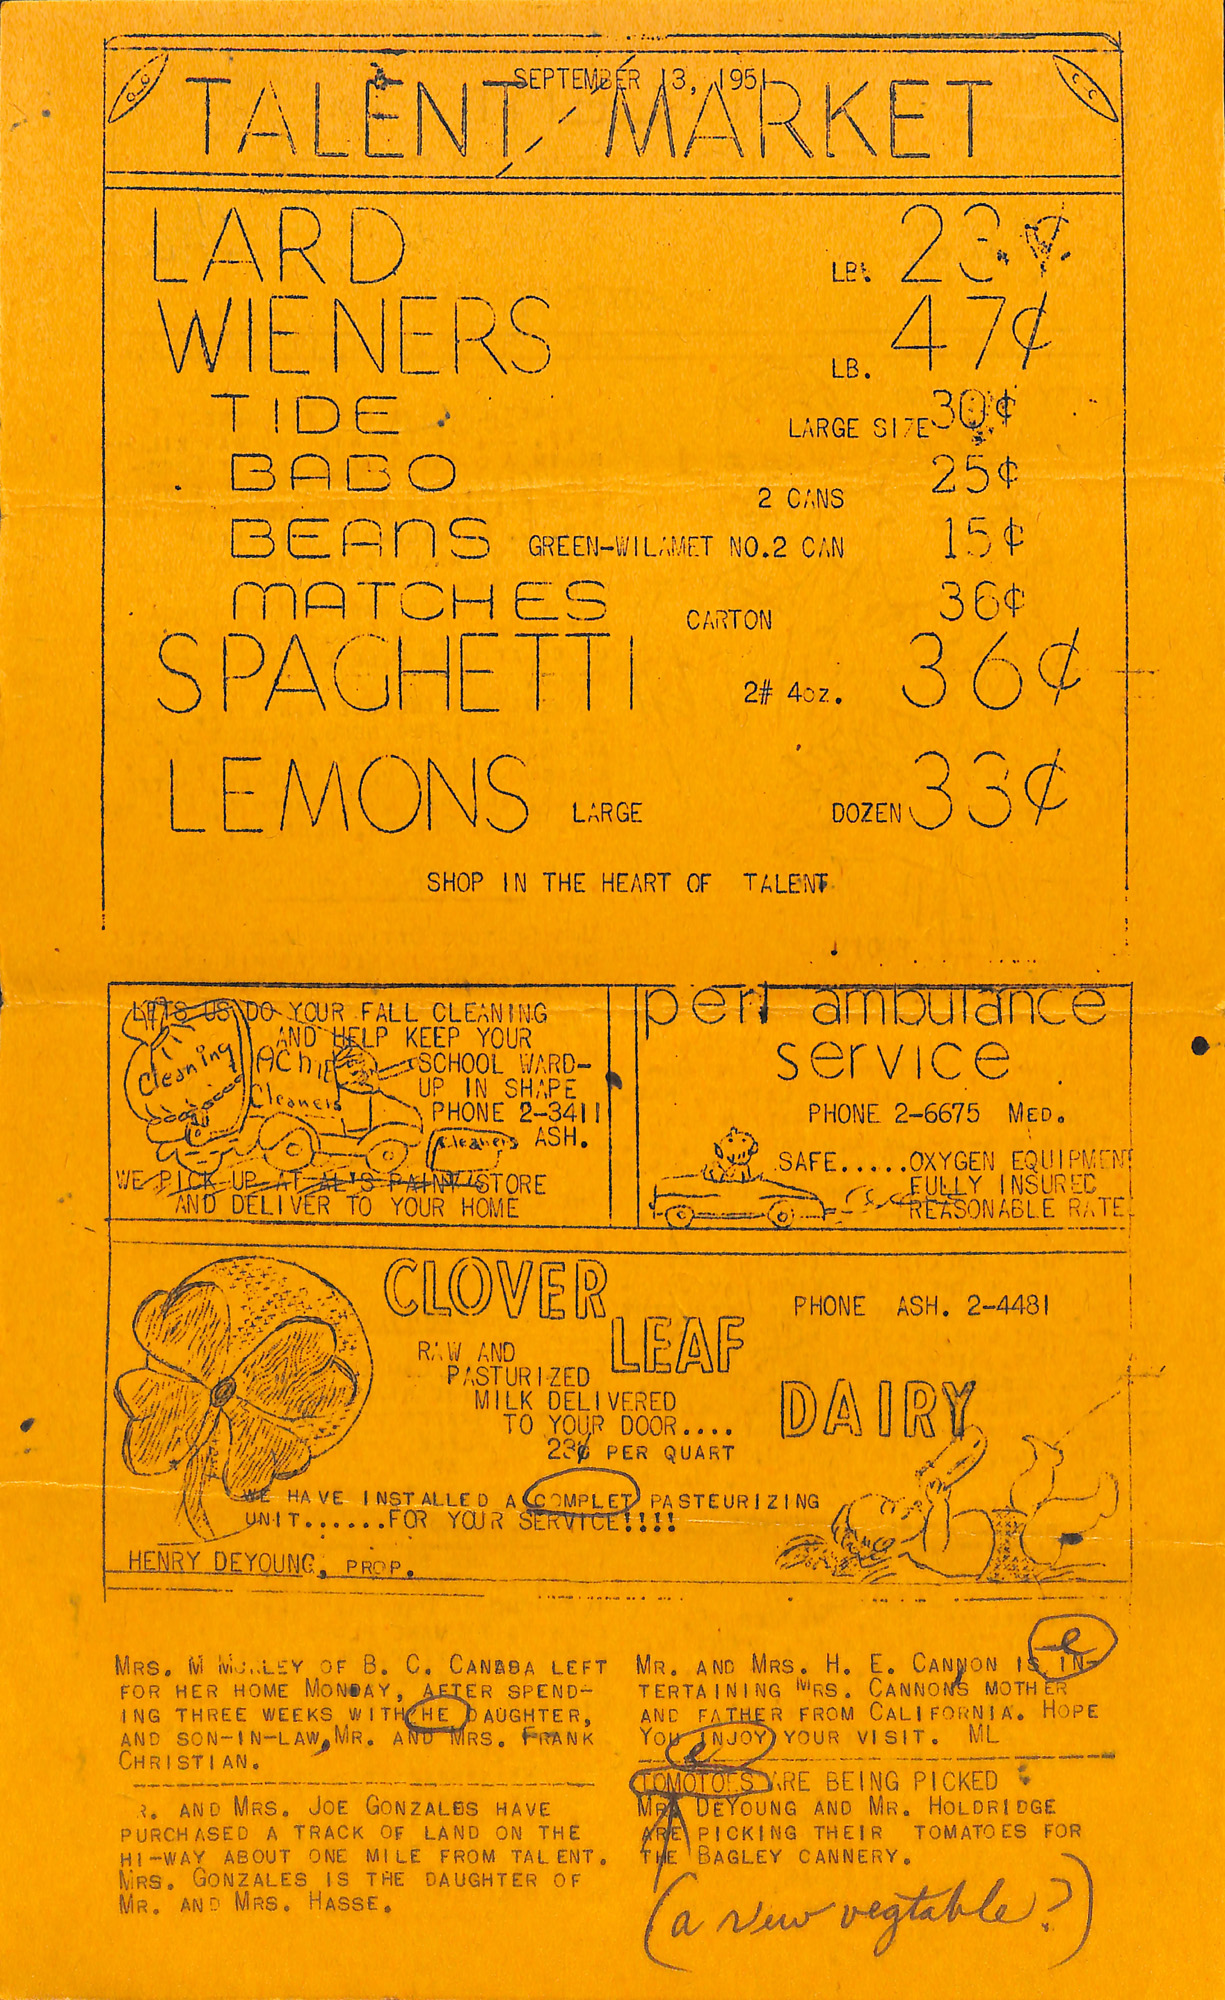 SEPTEMBER 13, 1951
TALENT MARKET
LARD LB. 23¢
WIENERS LB. 47¢
TIDE LARGE SIZE 30¢
BABO 2 CANS 25¢
BEANS GREEN-WILAMET NO.2 CAN 15¢
MATCHES CARTON 36¢
SPAGHETTI 2# 4oz. 36¢
LEMONS LARGE DOZEN 33¢
SHOP IN THE HEART OF TALENT
LETS US DO YOUR FALL CLEANING
AND HELP KEEP YOUR
SCHOOL WARD-
UP IN SHAPE
PHONE 2-3411
ASH.
Cleaning
Cleaners
Cleaners
WE PICK UP AT AL'S PAINT STORE
AND DELIVER TO YOUR HOME
perl ambulance
service
PHONE 2-6675 MED.
SAFE.....OXYGEN EQUIPMENT
FULLY INSURED
REASONABLE RATE
CLOVER
LEAF
DAIRY
PHONE ASH. 2-4481
RAW AND
PASTURIZED
MILK DELIVERED
TO YOUR DOOR....
23¢ PER QUART
WE HAVE INSTALLED A COMPLET PASTEURIZING
UNIT......FOR YOUR SERVICE!!!!
HENRY DEYOUNG, PROP.
MRS. M OF B. C. CANADA LEFT
FOR HER HOME MONDAY, AFTER SPEND-
ING THREE WEEKS WITH HE DAUGHTER,
AND SON-IN-LAW, MR. AND MRS. FRANK
CHRISTIAN.
R. AND MRS. JOE GONZALES HAVE
PURCHASED A TRACK OF LAND ON THE
HI-WAY ABOUT ONE MILE FROM TALENT.
MRS. GONZALES IS THE DAUGHTER OF
MR. AND MRS. HASSE.
e
MR. AND MRS. H. E. CANNON IS IN-
TERTAINING MRS. CANNONS MOTHER
AND FATHER FROM CALIFORNIA. HOPE
YOU INJOY YOUR VISIT. ML
e
TOMOTOES ARE BEING PICKED
MR. DEYOUNG AND MR. HOLDRIDGE
ARE PICKING THEIR TOMATOES FOR
THE BAGLEY CANNERY.
(a new vegtable?)